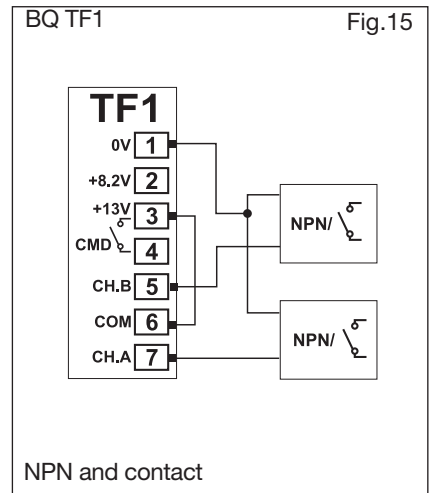 BQ TF1 Fig.15
TF1
0V 1
+8.2V 2
+13V 3
CMD 4
CH.B 5
COM 6
CH.A 7
NPN/
NPN/
NPN and contact